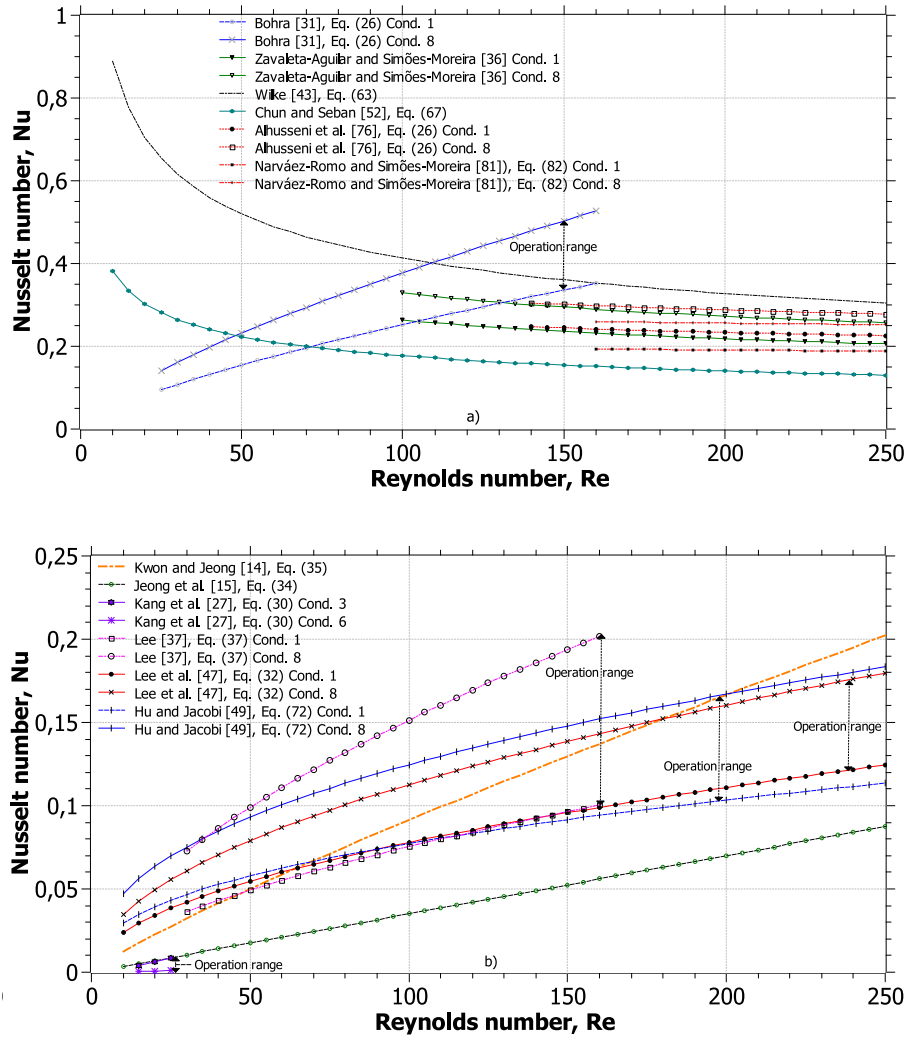 1
Bohra [31], Eq. (26) Cond. 1
Bohra [31], Eq. (26) Cond. 8
Zavaleta-Aguilar and Simões-Moreira [36] Cond. 1
Zavaleta-Aguilar and Simões-Moreira [36] Cond. 8
Wilke [43], Eq. (63)
Chun and Seban [52], Eq. (67)
Alhusseni et al. [76], Eq. (26) Cond. 1
Alhusseni et al. [76], Eq. (26) Cond. 8
Narváez-Romo and Simões-Moreira [81]), Eq. (82) Cond. 1
Narváez-Romo and Simões-Moreira [81]), Eq. (82) Cond. 8
0,8
0,6
0,4
0,2
0
Nusselt number, Nu
Operation range
a)
0 50 100 150 200 250
Reynolds number, Re
0,25
Kwon and Jeong [14], Eq. (35)
Jeong et al. [15], Eq. (34)
Kang et al. [27], Eq. (30) Cond. 3
Kang et al. [27], Eq. (30) Cond. 6
Lee [37], Eq. (37) Cond. 1
Lee [37], Eq. (37) Cond. 8
Lee et al. [47], Eq. (32) Cond. 1
Lee et al. [47], Eq. (32) Cond. 8
Hu and Jacobi [49], Eq. (72) Cond. 1
Hu and Jacobi [49], Eq. (72) Cond. 8
0,2
0,15
0,1
0,05
0
Nusselt number, Nu
Operation range
Operation range
Operation range
Operation range
b)
0 50 100 150 200 250
Reynolds number, Re